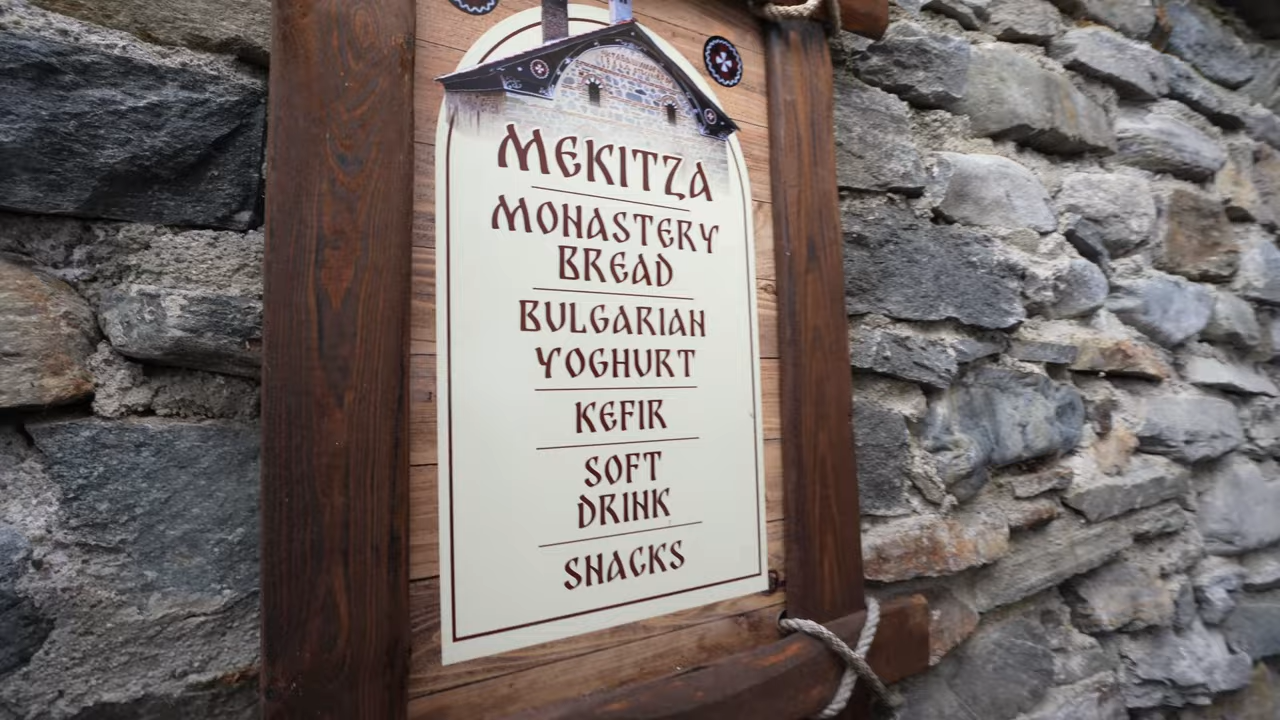 MEKITZA
MONASTERY
BREAD
BULGARIAN
YOGHURT
KEFIR
SOFT
DRINK
SNACKS